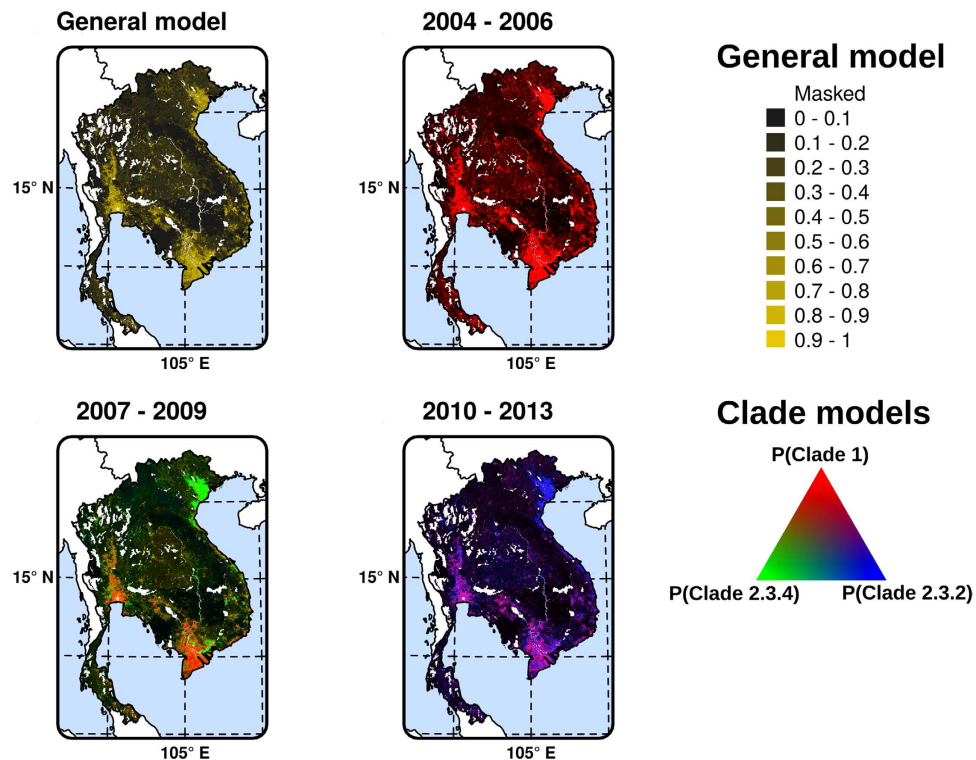 General model
2004 - 2006
15° N
105° E
15° N
105° E
General model
Masked
0 - 0.1
0.1 - 0.2
0.2 - 0.3
0.3 - 0.4
0.4 - 0.5
0.5 - 0.6
0.6 - 0.7
0.7 - 0.8
0.8 - 0.9
0.9 - 1
2007 - 2009
2010 - 2013
15° N
105° E
15° N
105° E
Clade models
P(Clade 1)
P(Clade 2.3.4)
P(Clade 2.3.2)